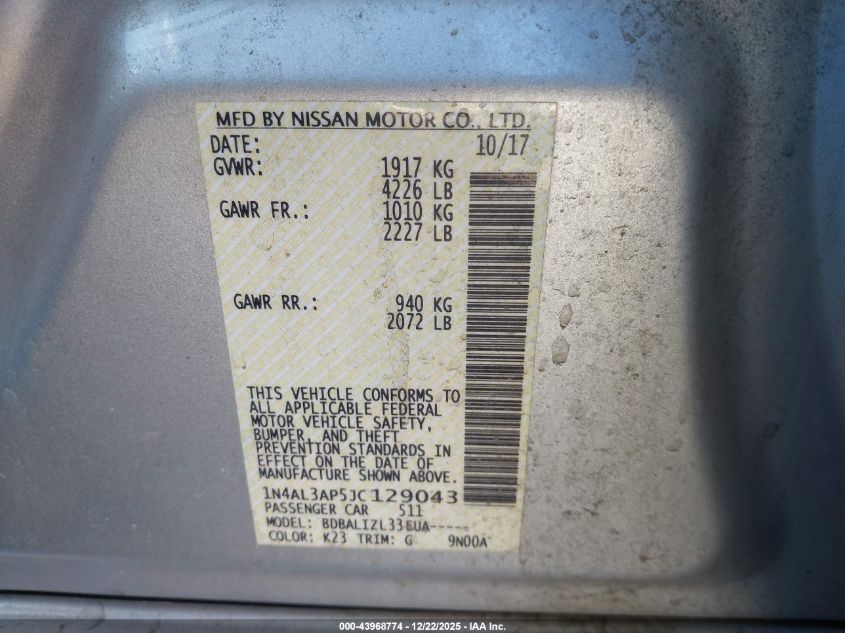 MFD BY NISSAN MOTOR CO., LTD.
DATE: 10/17
GVWR: 1917 KG
4226 LB
GAWR FR.: 1010 KG
2227 LB
GAWR RR.: 940 KG
2072 LB
THIS VEHICLE CONFORMS TO
ALL APPLICABLE FEDERAL
MOTOR VEHICLE SAFETY,
BUMPER, AND THEFT
PREVENTION STANDARDS IN
EFFECT ON THE DATE OF
MANUFACTURE SHOWN ABOVE.
1N4AL3AP5JC129043
PASSENGER CAR 511
MODEL: BDBALIZL33EUA-----
COLOR: K23 TRIM: G 9N00A
000-43968774 - 12/22/2025 - IAA Inc.